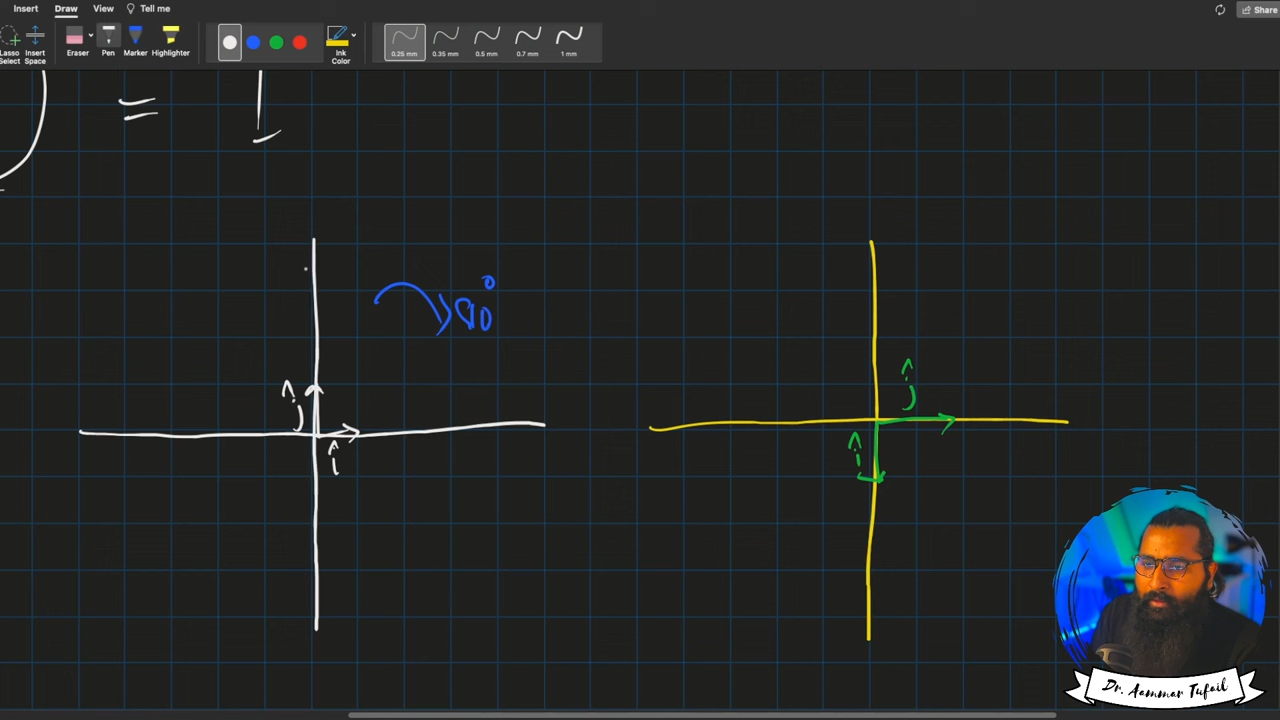 Insert Draw View Tell me Share
Lasso Select
Insert Space
Eraser
Pen
Marker
Highlighter
Ink Color
0.25 mm
0.35 mm
0.5 mm
0.7 mm
1 mm
= 1
90°
ĵ
î
ĵ
î
Dr. Aammar Tufail